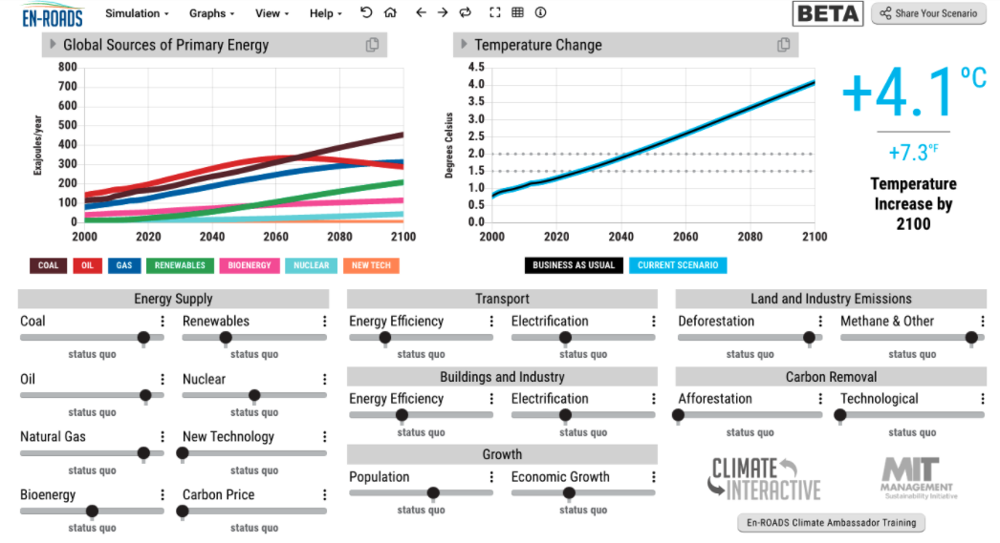 EN-ROADS
Simulation
Graphs
View
Help
BETA
Share Your Scenario
Global Sources of Primary Energy
800
700
600
500
400
300
200
100
0
Exajoules/year
2000
2020
2040
2060
2080
2100
COAL
OIL
GAS
RENEWABLES
BIOENERGY
NUCLEAR
NEW TECH
Temperature Change
4.5
4.0
3.5
3.0
2.5
2.0
1.5
1.0
0.5
0.0
Degrees Celsius
2000
2020
2040
2060
2080
2100
BUSINESS AS USUAL
CURRENT SCENARIO
+4.1°C
+7.3°F
Temperature
Increase by
2100
Energy Supply
Coal
status quo
Renewables
status quo
Oil
status quo
Nuclear
status quo
Natural Gas
status quo
New Technology
status quo
Bioenergy
status quo
Carbon Price
status quo
Transport
Energy Efficiency
status quo
Electrification
status quo
Buildings and Industry
Energy Efficiency
status quo
Electrification
status quo
Growth
Population
status quo
Economic Growth
status quo
Land and Industry Emissions
Deforestation
status quo
Methane & Other
status quo
Carbon Removal
Afforestation
status quo
Technological
status quo
CLIMATE
INTERACTIVE
MIT
MANAGEMENT
Sustainability Initiative
En-ROADS Climate Ambassador Training